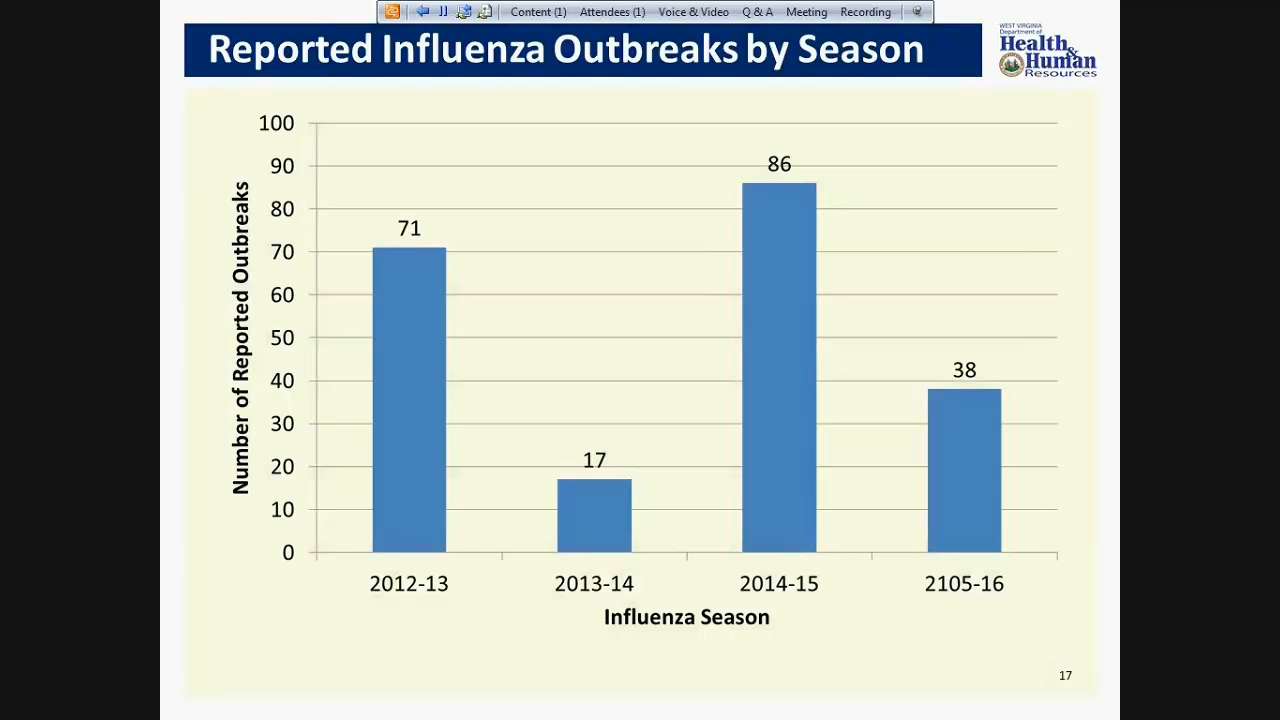 Content (1) Attendees (1) Voice & Video Q & A Meeting Recording
Reported Influenza Outbreaks by Season
WEST VIRGINIA
Department of
Health &
Human
Resources
100
90
80
70
60
50
40
30
20
10
0
Number of Reported Outbreaks
71
17
86
38
2012-13 2013-14 2014-15 2105-16
Influenza Season
17